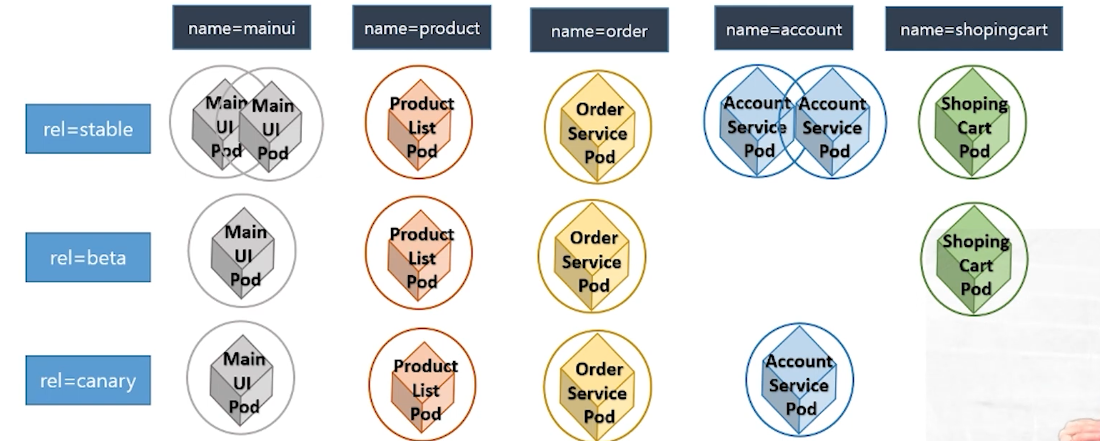 name=mainui
name=product
name=order
name=account
name=shopingcart
rel=stable
Main
UI
Pod
Main
UI
Pod
Product
List
Pod
Order
Service
Pod
Account
Service
Pod
Account
Service
Pod
Shoping
Cart
Pod
rel=beta
Main
UI
Pod
Product
List
Pod
Order
Service
Pod
Shoping
Cart
Pod
rel=canary
Main
UI
Pod
Product
List
Pod
Order
Service
Pod
Account
Service
Pod